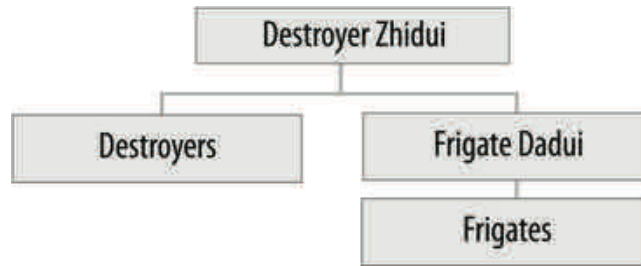 Destroyer Zhidui
Destroyers
Frigate Dadui
Frigates